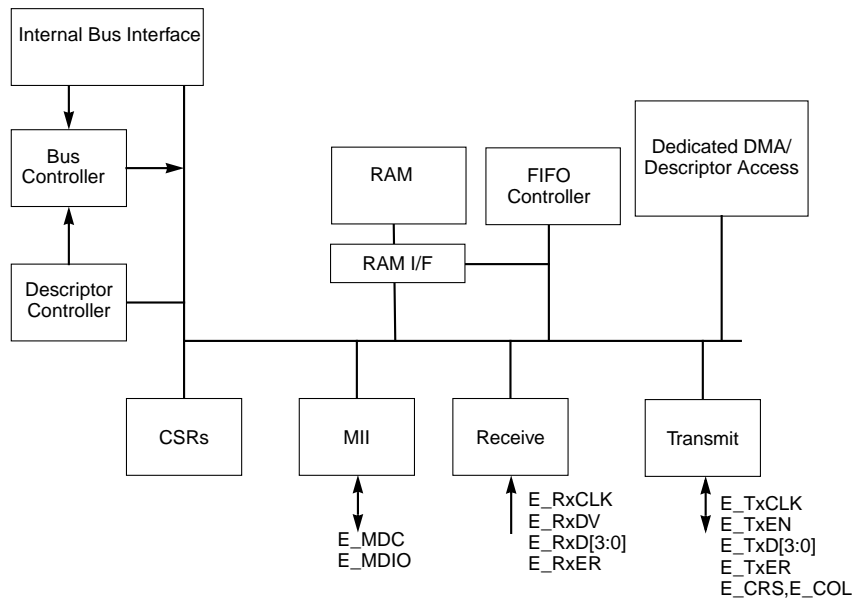 Internal Bus Interface
Bus
Controller
Descriptor
Controller
RAM
FIFO
Controller
Dedicated DMA/
Descriptor Access
RAM I/F
CSRs
MII
Receive
Transmit
E_MDC
E_MDIO
E_RxCLK
E_RxDV
E_RxD[3:0]
E_RxER
E_TxCLK
E_TxEN
E_TxD[3:0]
E_TxER
E_CRS,E_COL